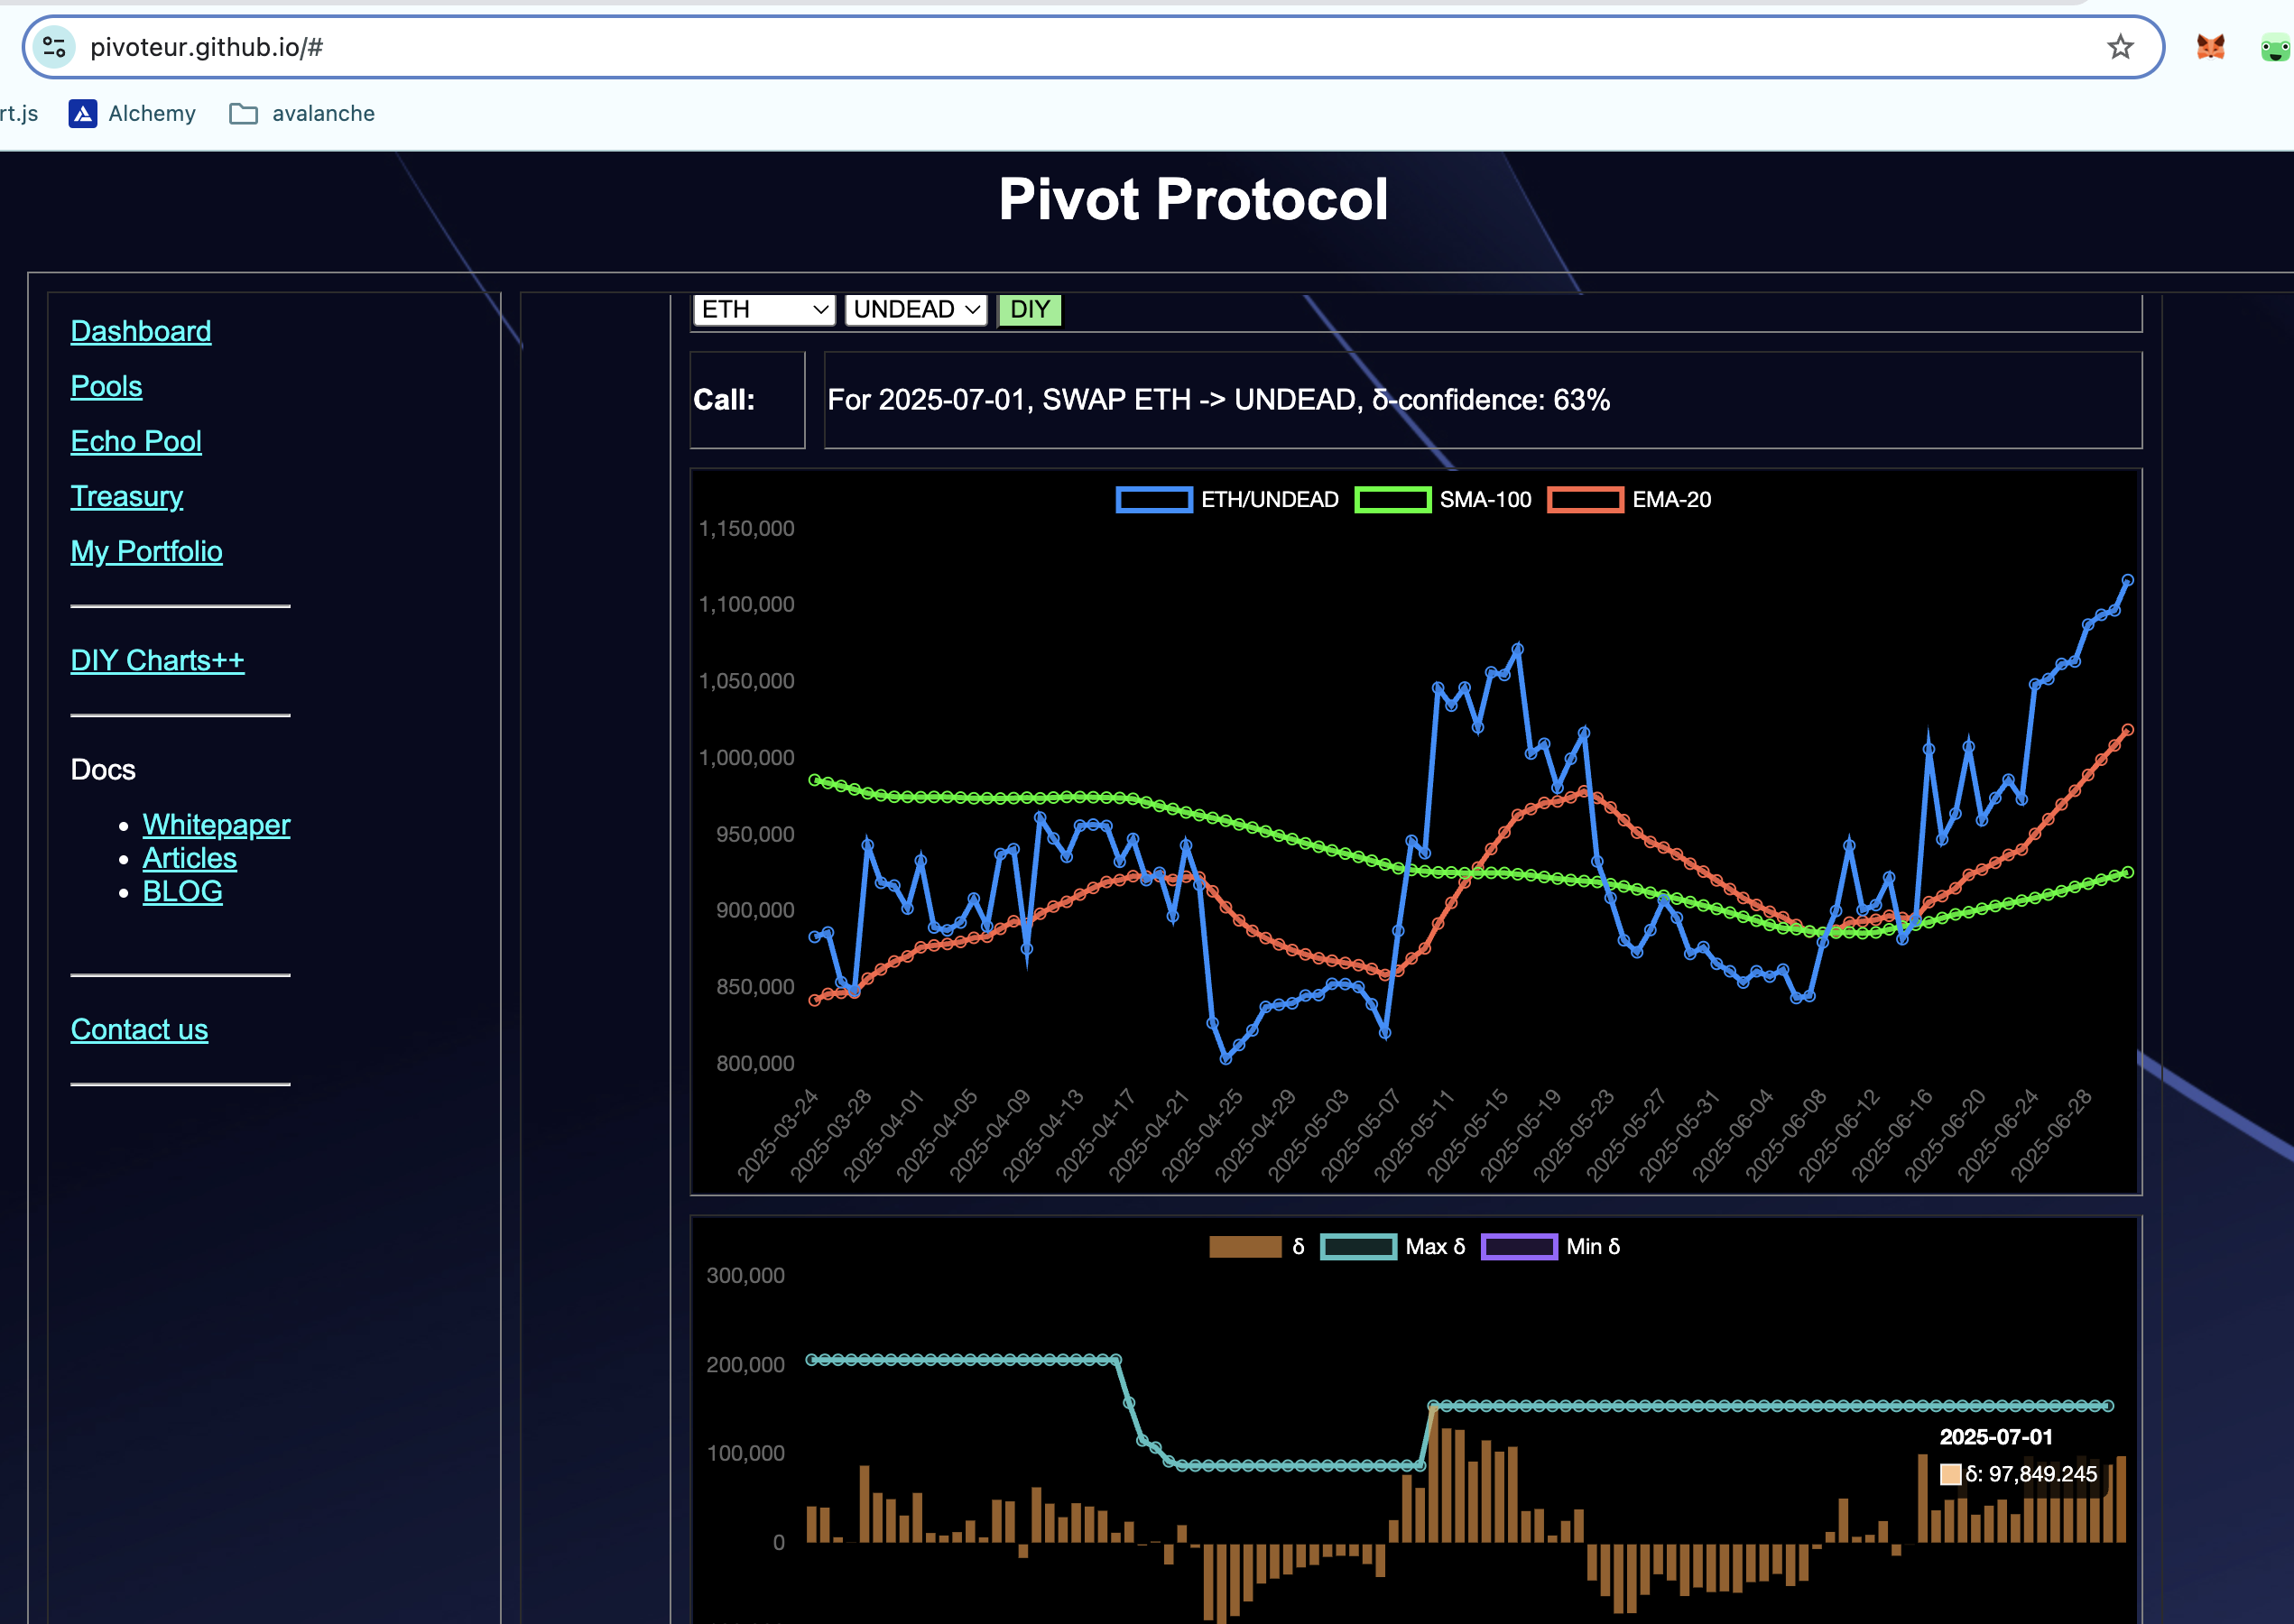 pivoteur.github.io/#
rt.js Alchemy avalanche
Pivot Protocol
Dashboard
Pools
Echo Pool
Treasury
My Portfolio
DIY Charts++
Docs
Whitepaper
Articles
BLOG
Contact us
ETH UNDEAD DIY
Call: For 2025-07-01, SWAP ETH -> UNDEAD, δ-confidence: 63%
ETH/UNDEAD SMA-100 EMA-20
1,150,000
1,100,000
1,050,000
1,000,000
950,000
900,000
850,000
800,000
2025-03-24 2025-03-28 2025-04-01 2025-04-05 2025-04-09 2025-04-13 2025-04-17 2025-04-21 2025-04-25 2025-04-29 2025-05-03 2025-05-07 2025-05-11 2025-05-15 2025-05-19 2025-05-23 2025-05-27 2025-05-31 2025-06-04 2025-06-08 2025-06-12 2025-06-16 2025-06-20 2025-06-24 2025-06-28
δ Max δ Min δ
300,000
200,000
100,000
0
2025-07-01
δ: 97,849.245